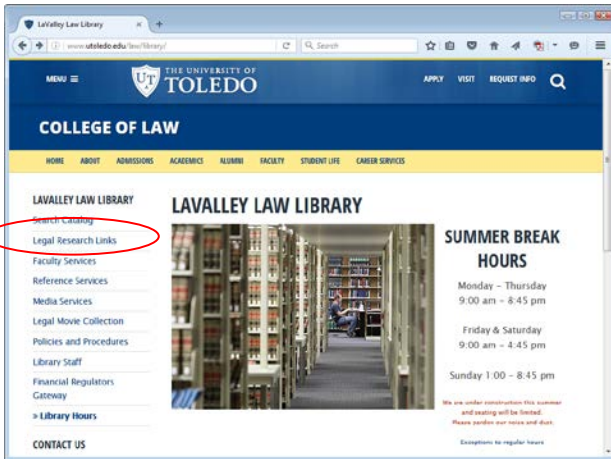 LaValley Law Library
www.utoledo.edu/law/library/
Search
MENU
UT
THE UNIVERSITY OF
TOLEDO
APPLY VISIT REQUEST INFO
COLLEGE OF LAW
HOME ABOUT ADMISSIONS ACADEMICS ALUMNI FACULTY STUDENT LIFE CAREER SERVICES
LAVALLEY LAW LIBRARY
Search Catalog
Legal Research Links
Faculty Services
Reference Services
Media Services
Legal Movie Collection
Policies and Procedures
Library Staff
Financial Regulators
Gateway
» Library Hours
CONTACT US
LAVALLEY LAW LIBRARY
SUMMER BREAK
HOURS
Monday – Thursday
9:00 am – 8:45 pm
Friday & Saturday
9:00 am – 4:45 pm
Sunday 1:00 – 8:45 pm
We are under construction this summer
and seating will be limited.
Please pardon our noise and dust.
Exceptions to regular hours